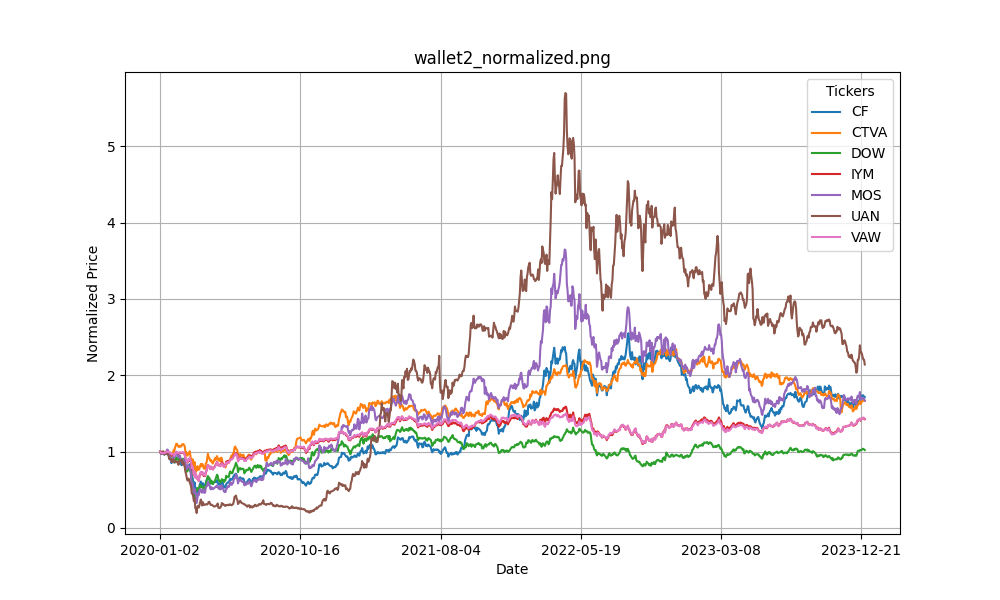 wallet2_normalized.png
Tickers
CF
CTVA
DOW
IYM
MOS
UAN
VAW
Normalized Price
5
4
3
2
1
0
2020-01-02
2020-10-16
2021-08-04
2022-05-19
2023-03-08
2023-12-21
Date